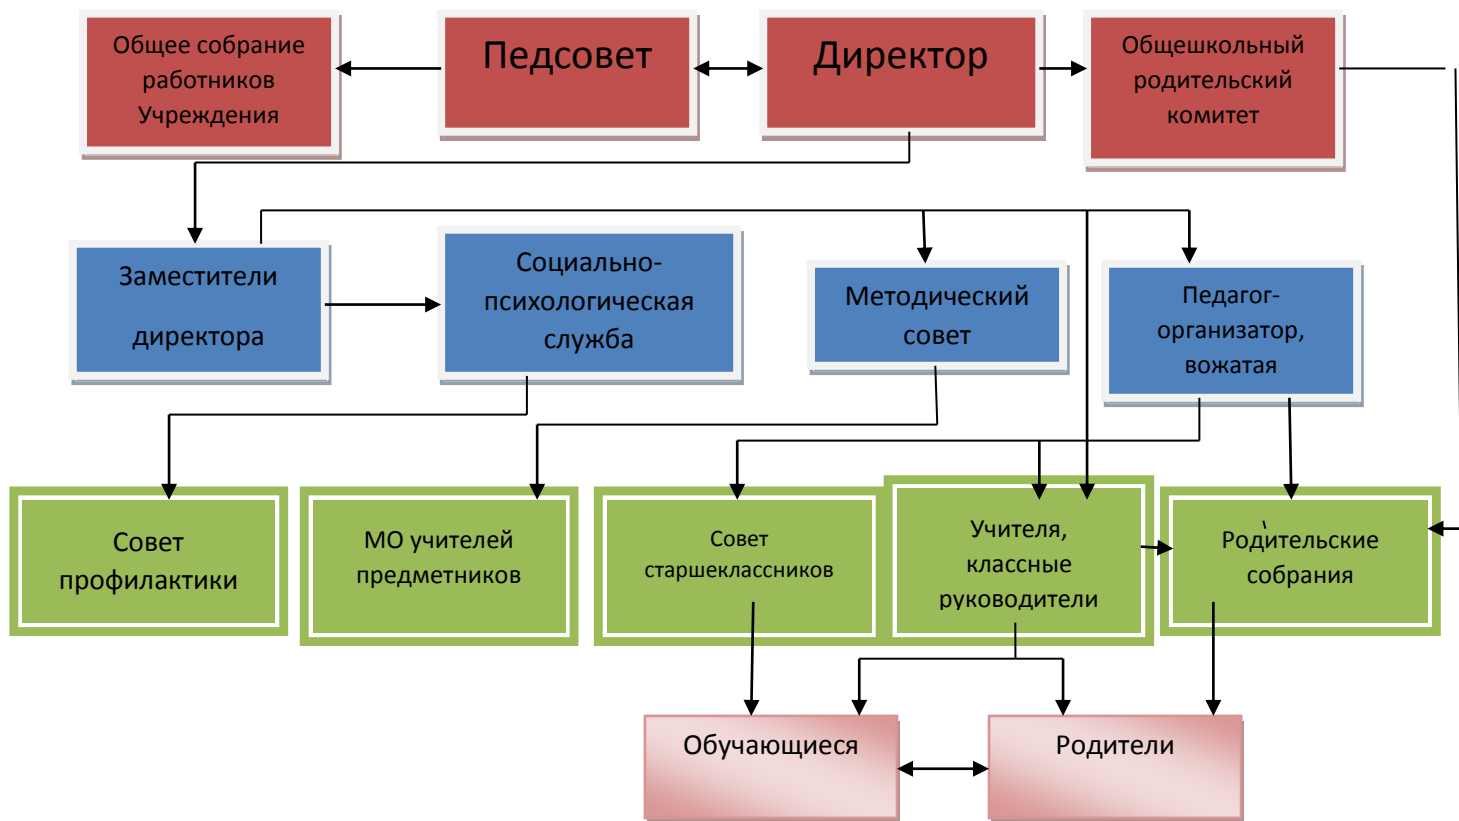 Общее собрание
работников
Учреждения
Педсовет
Директор
Общешкольный
родительский
комитет
Заместители
директора
Социально-
психологическая
служба
Методический
совет
Педагог-
организатор,
вожатая
Совет
профилактики
МО учителей
предметников
Совет
старшеклассников
Учителя,
классные
руководители
Родительские
собрания
Обучающиеся
Родители